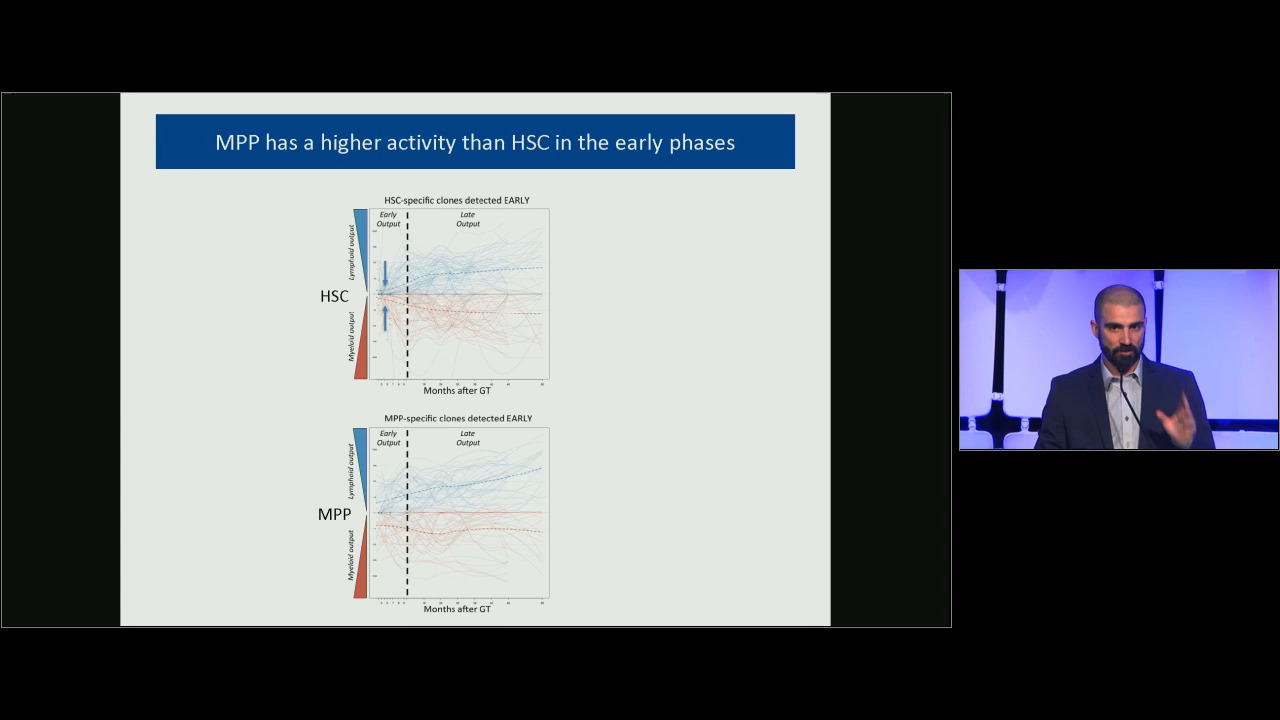 MPP has a higher activity than HSC in the early phases
HSC-specific clones detected EARLY
Early
Output
Late
Output
Lymphoid output
HSC
Myeloid output
Months after GT
MPP-specific clones detected EARLY
Early
Output
Late
Output
Lymphoid output
MPP
Myeloid output
Months after GT